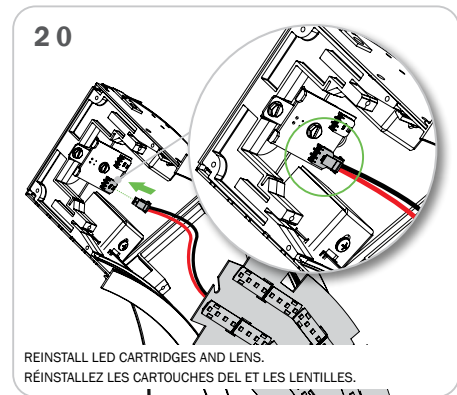 20
REINSTALL LED CARTRIDGES AND LENS.
RÉINSTALLEZ LES CARTOUCHES DEL ET LES LENTILLES.